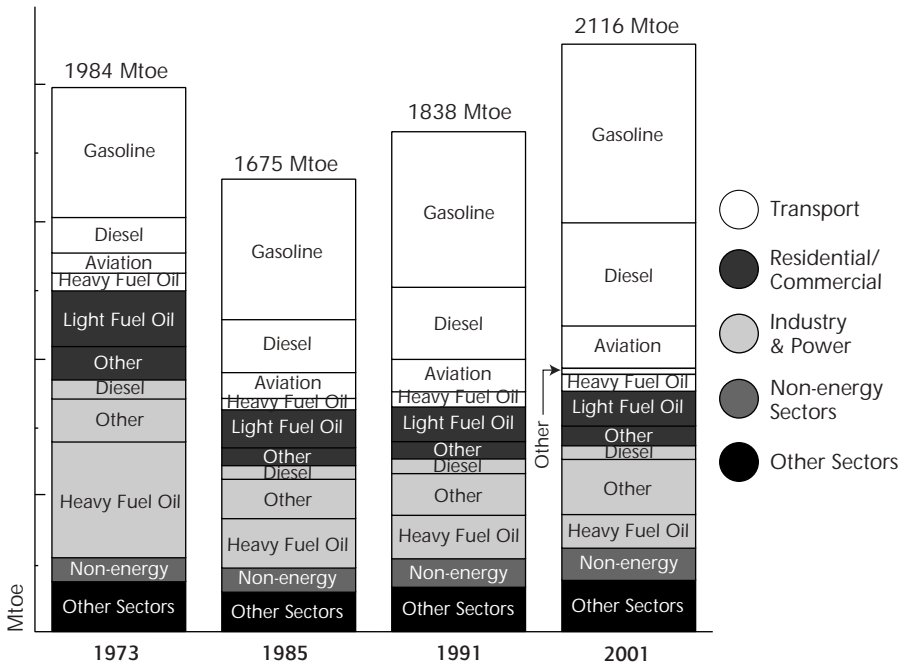 1984 Mtoe
Gasoline
Diesel
Aviation
Heavy Fuel Oil
Light Fuel Oil
Other
Diesel
Other
Heavy Fuel Oil
Non-energy
Other Sectors
1973
1675 Mtoe
Gasoline
Diesel
Aviation
Heavy Fuel Oil
Light Fuel Oil
Other
Diesel
Other
Heavy Fuel Oil
Non-energy
Other Sectors
1985
1838 Mtoe
Gasoline
Diesel
Aviation
Heavy Fuel Oil
Light Fuel Oil
Other
Diesel
Other
Heavy Fuel Oil
Non-energy
Other Sectors
1991
2116 Mtoe
Gasoline
Diesel
Aviation
Other
Heavy Fuel Oil
Light Fuel Oil
Other
Diesel
Other
Heavy Fuel Oil
Non-energy
Other Sectors
2001
Mtoe
Transport
Residential/
Commercial
Industry
& Power
Non-energy
Sectors
Other Sectors